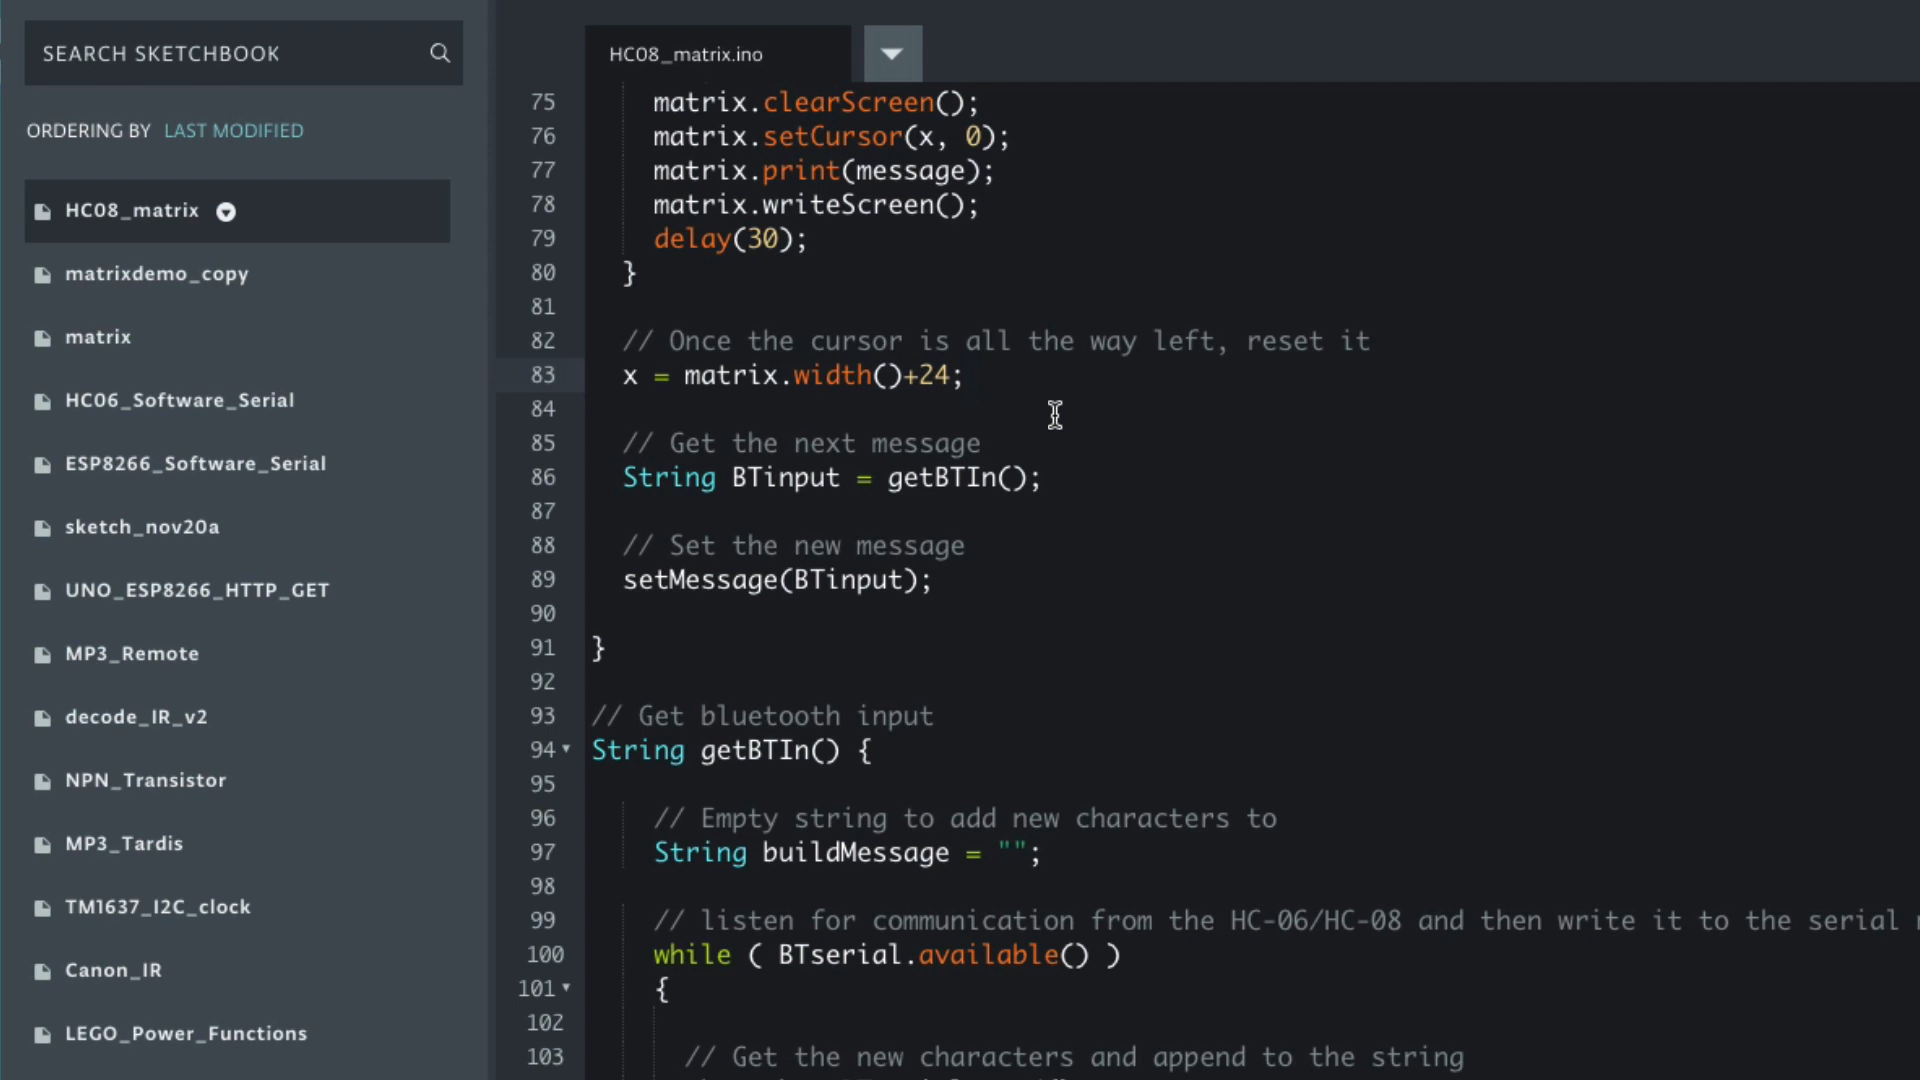 SEARCH SKETCHBOOK
ORDERING BY LAST MODIFIED
HC08_matrix
matrixdemo_copy
matrix
HC06_Software_Serial
ESP8266_Software_Serial
sketch_nov20a
UNO_ESP8266_HTTP_GET
MP3_Remote
decode_IR_v2
NPN_Transistor
MP3_Tardis
TM1637_I2C_clock
Canon_IR
LEGO_Power_Functions
HC08_matrix.ino
75 matrix.clearScreen();
76 matrix.setCursor(x, 0);
77 matrix.print(message);
78 matrix.writeScreen();
79 delay(30);
80 }
81
82 // Once the cursor is all the way left, reset it
83 x = matrix.width()+24;
84
85 // Get the next message
86 String BTinput = getBTIn();
87
88 // Set the new message
89 setMessage(BTinput);
90
91 }
92
93 // Get bluetooth input
94 String getBTIn() {
95
96 // Empty string to add new characters to
97 String buildMessage = "";
98
99 // listen for communication from the HC-06/HC-08 and then write it to the serial
100 while ( BTserial.available() )
101 {
102
103 // Get the new characters and append to the string